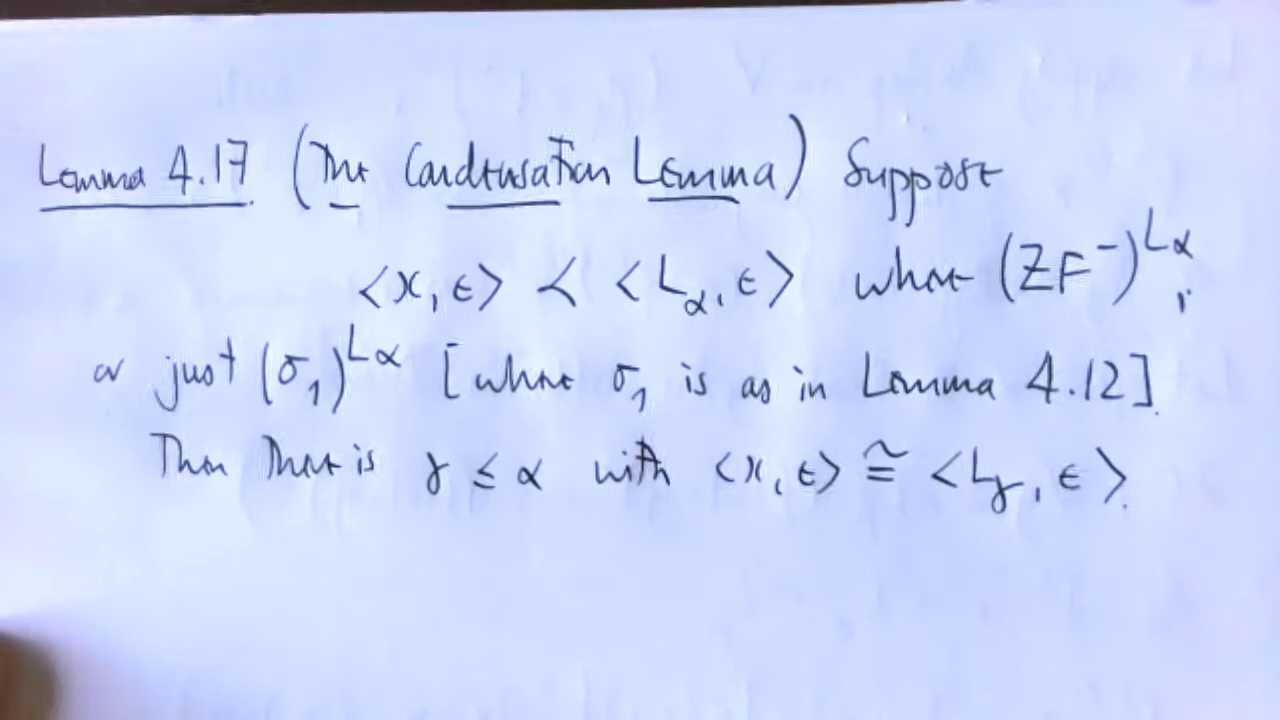 Lemma 4.17 (The Condensation Lemma) Suppose
<x, ∈> ≺ <L_α, ∈> where (ZF⁻)^{L_α},
or just (σ₁)^{L_α} [where σ₁ is as in Lemma 4.12].
Then there is γ ≤ α with <x, ∈> ≅ <L_γ, ∈>.